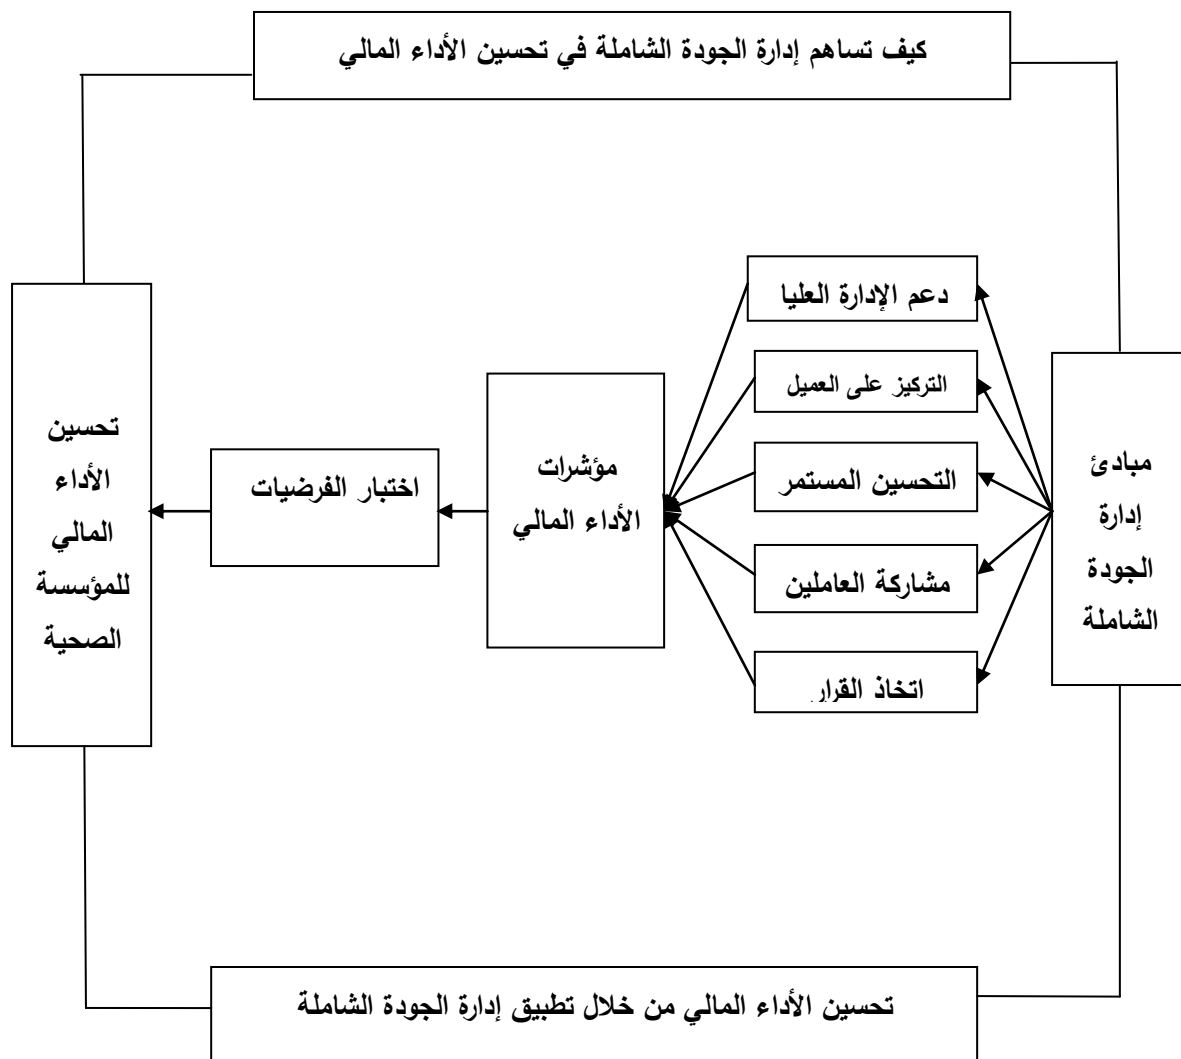 كيف تساهم إدارة الجودة الشاملة في تحسين الأداء المالي
مبادئ
إدارة
الجودة
الشاملة
دعم الإدارة العليا
التركيز على العميل
التحسين المستمر
مشاركة العاملين
اتخاذ القرار
مؤشرات
الأداء المالي
اختبار الفرضيات
تحسين
الأداء
المالي
للمؤسسة
الصحية
تحسين الأداء المالي من خلال تطبيق إدارة الجودة الشاملة